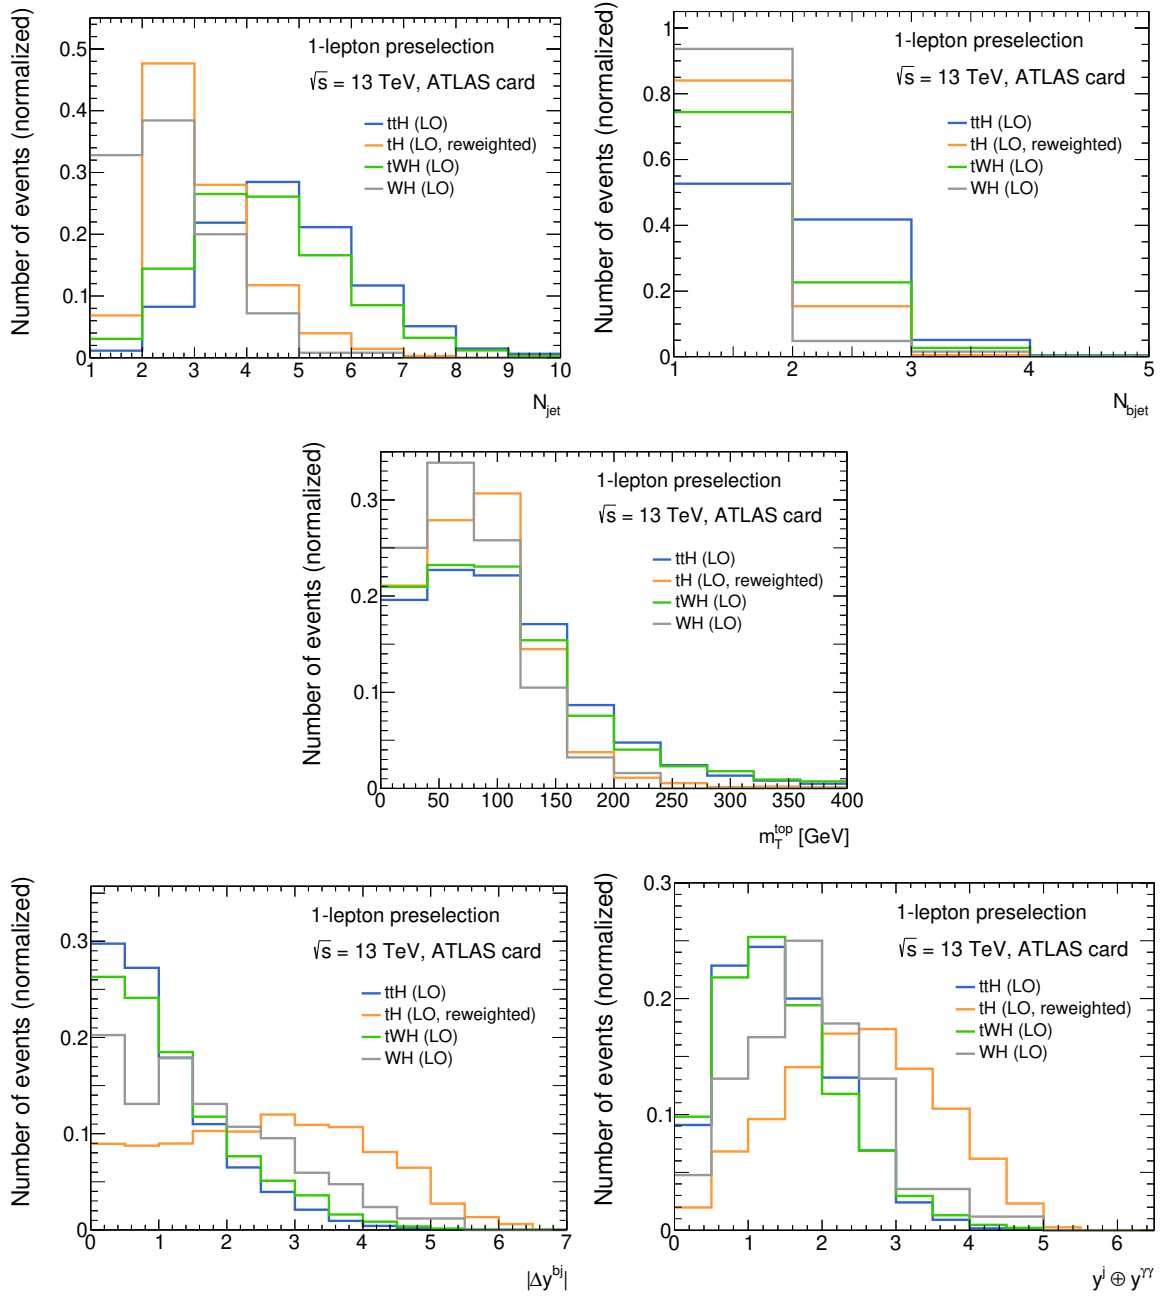 Number of events (normalized)
0.5
0.4
0.3
0.2
0.1
0
1 2 3 4 5 6 7 8 9 10
N_jet
1-lepton preselection
√s = 13 TeV, ATLAS card
ttH (LO)
tH (LO, reweighted)
tWH (LO)
WH (LO)
Number of events (normalized)
1
0.8
0.6
0.4
0.2
0
1 2 3 4 5
N_bjet
1-lepton preselection
√s = 13 TeV, ATLAS card
ttH (LO)
tH (LO, reweighted)
tWH (LO)
WH (LO)
Number of events (normalized)
0.3
0.2
0.1
0
0 50 100 150 200 250 300 350 400
m_T^top [GeV]
1-lepton preselection
√s = 13 TeV, ATLAS card
ttH (LO)
tH (LO, reweighted)
tWH (LO)
WH (LO)
Number of events (normalized)
0.3
0.2
0.1
0
0 1 2 3 4 5 6 7
|Δy^bj|
1-lepton preselection
√s = 13 TeV, ATLAS card
ttH (LO)
tH (LO, reweighted)
tWH (LO)
WH (LO)
Number of events (normalized)
0.3
0.2
0.1
0
0 1 2 3 4 5 6
y^j ⊕ y^γγ
1-lepton preselection
√s = 13 TeV, ATLAS card
ttH (LO)
tH (LO, reweighted)
tWH (LO)
WH (LO)